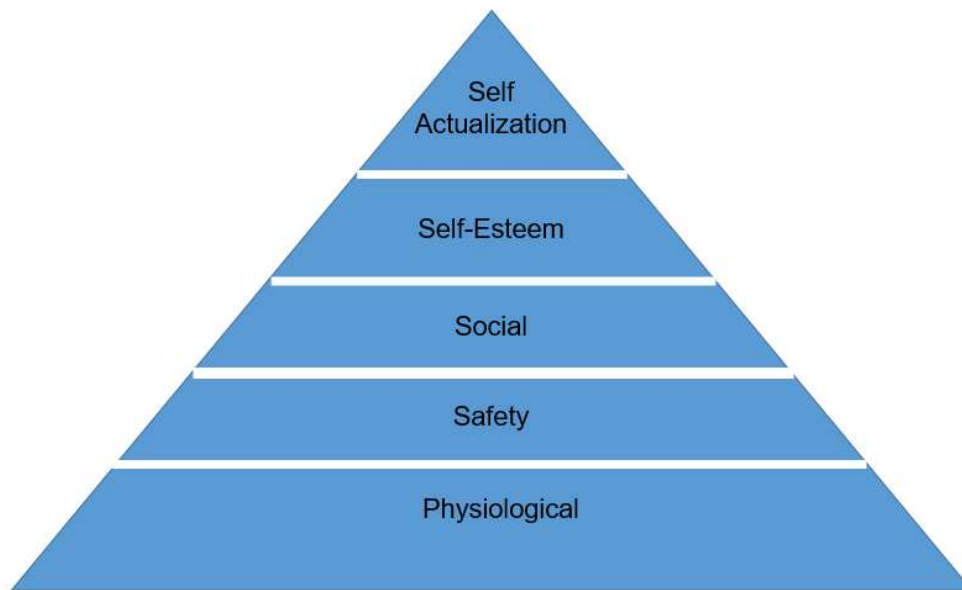 Self
Actualization
Self-Esteem
Social
Safety
Physiological